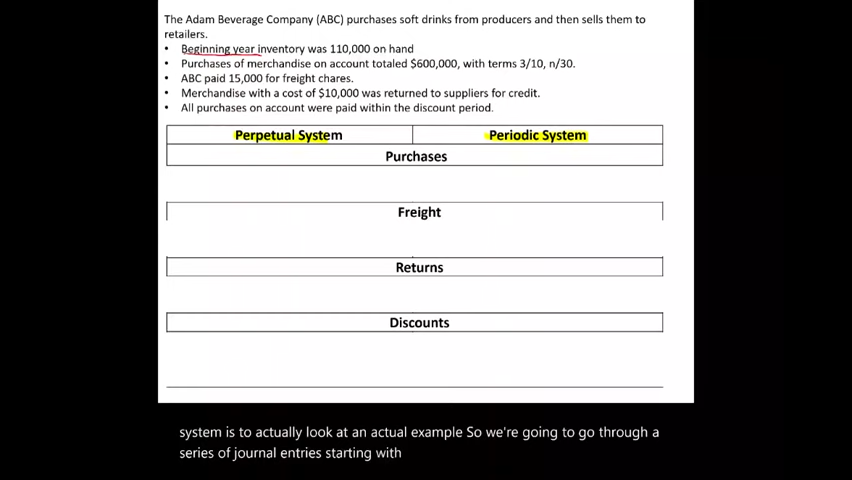 The Adam Beverage Company (ABC) purchases soft drinks from producers and then sells them to
retailers.
• Beginning year inventory was 110,000 on hand
• Purchases of merchandise on account totaled $600,000, with terms 3/10, n/30.
• ABC paid 15,000 for freight chares.
• Merchandise with a cost of $10,000 was returned to suppliers for credit.
• All purchases on account were paid within the discount period.
Perpetual System Periodic System
Purchases
Freight
Returns
Discounts
system is to actually look at an actual example So we're going to go through a
series of journal entries starting with